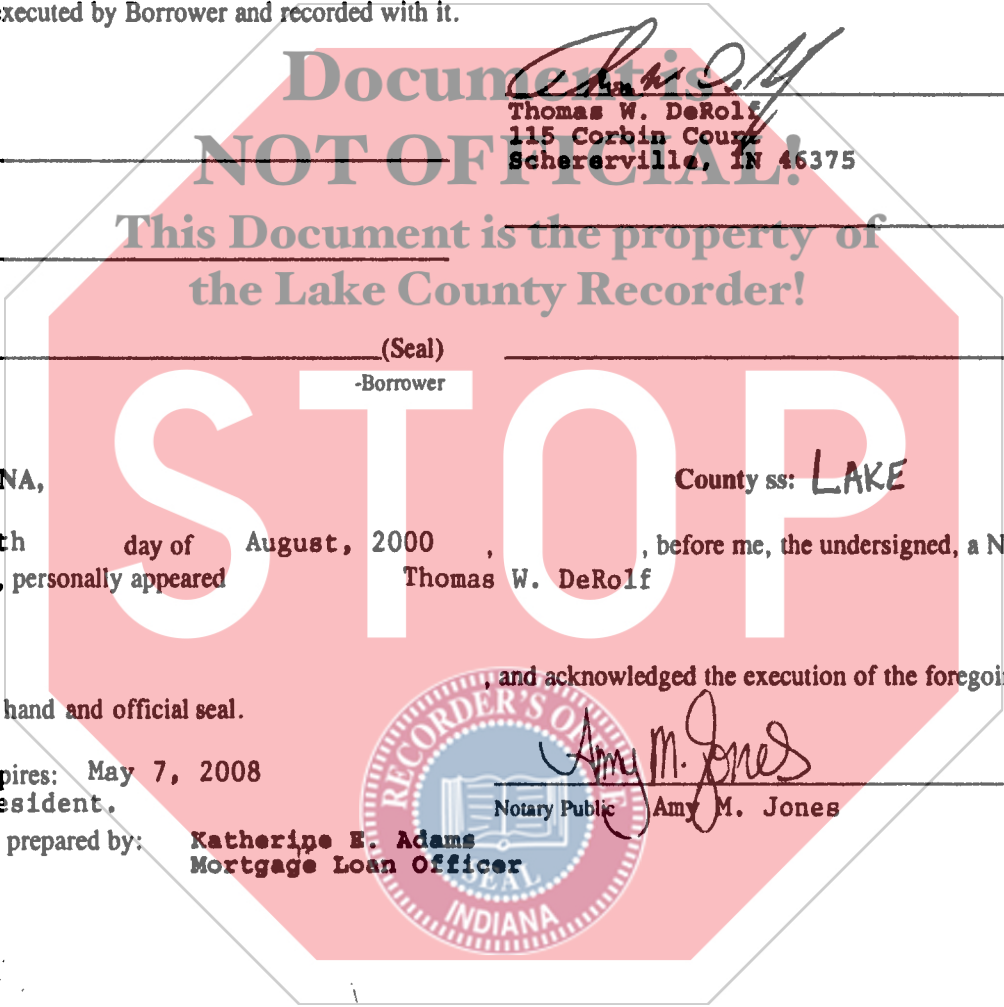 executed by Borrower and recorded with it.
Document is
NOT OFFICIAL!
This Document is the property of
the Lake County Recorder!
Thomas W. DeRolf
115 Corbin Court
Schererville, IN 46375
(Seal)
-Borrower
STOP
NA,
County ss: LAKE
th day of August, 2000 , , before me, the undersigned, a N
, personally appeared Thomas W. DeRolf
, and acknowledged the execution of the foregoi
hand and official seal.
Amy M. Jones
pires: May 7, 2008
esident.
Notary Public Amy M. Jones
prepared by: Katherine E. Adams
Mortgage Loan Officer
RECORDER'S OFFICE
SEAL
INDIANA